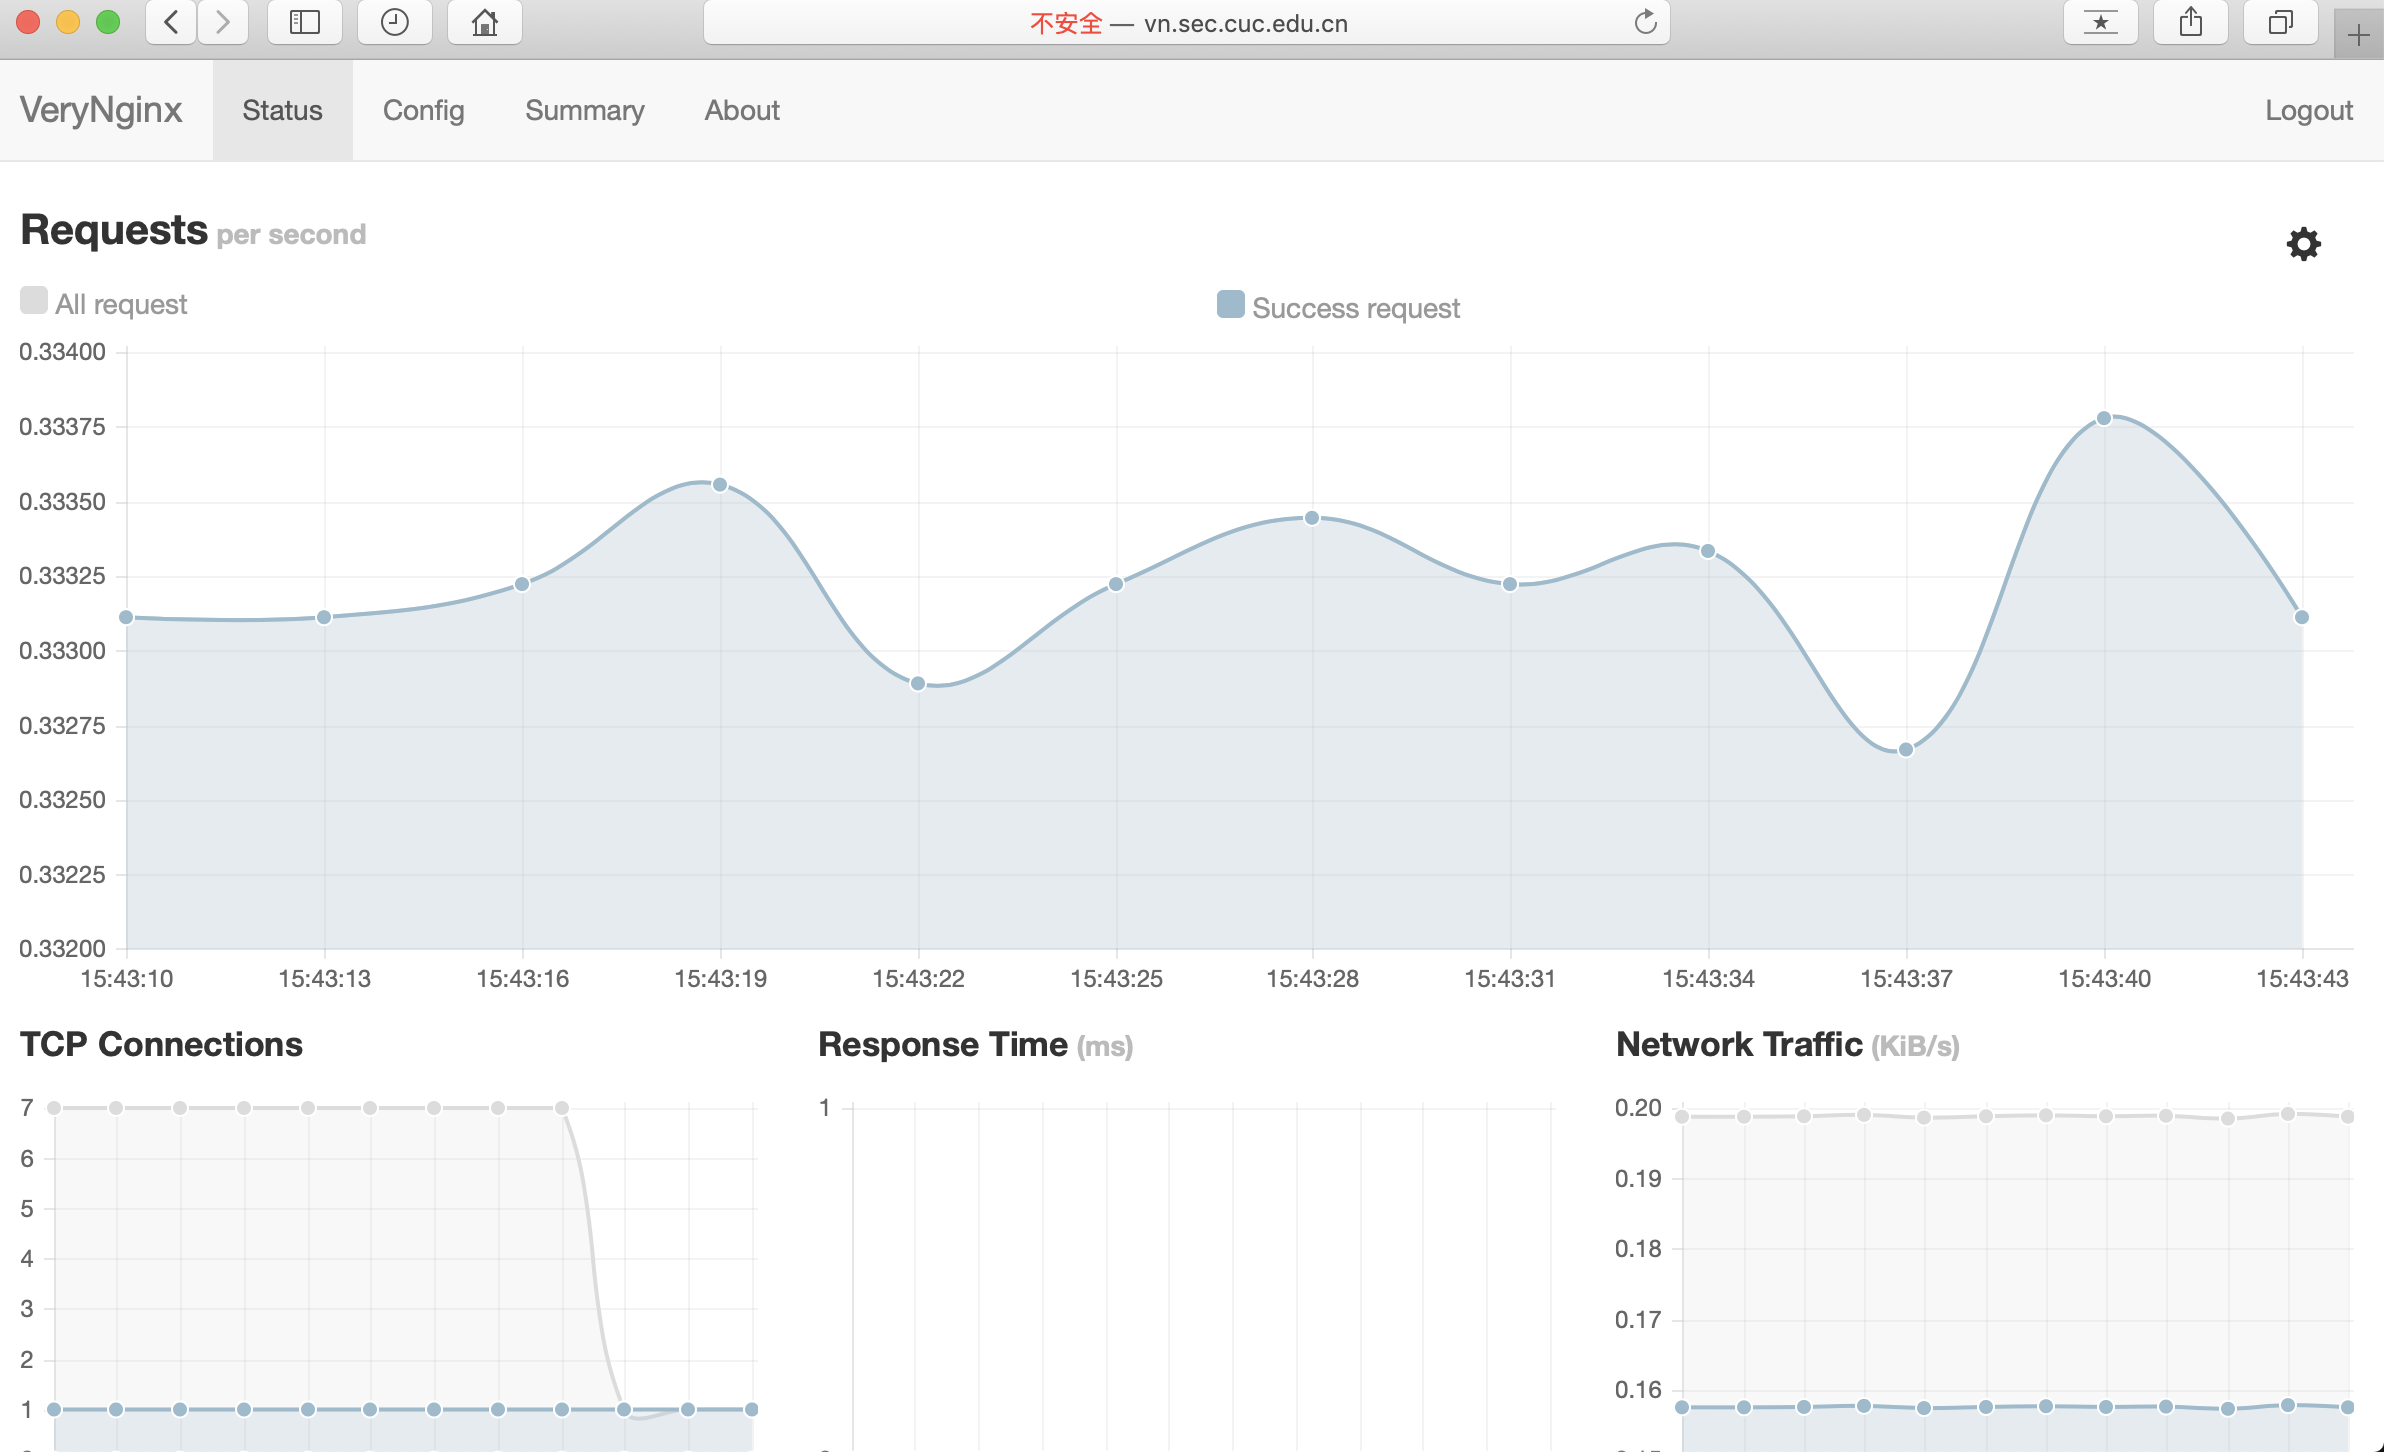 不安全 — vn.sec.cuc.edu.cn
VeryNginx Status Config Summary About Logout
Requests per second
All request Success request
0.33400
0.33375
0.33350
0.33325
0.33300
0.33275
0.33250
0.33225
0.33200
15:43:10 15:43:13 15:43:16 15:43:19 15:43:22 15:43:25 15:43:28 15:43:31 15:43:34 15:43:37 15:43:40 15:43:43
TCP Connections
7
6
5
4
3
2
1
Response Time (ms)
1
Network Traffic (KiB/s)
0.20
0.19
0.18
0.17
0.16